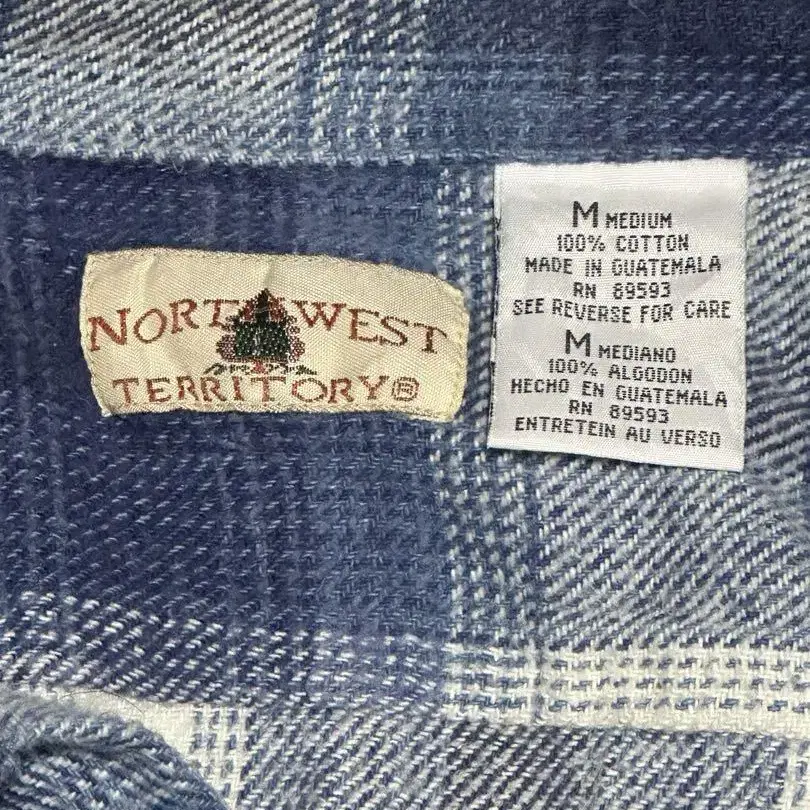 NORTHWEST
TERRITORY®
M MEDIUM
100% COTTON
MADE IN GUATEMALA
RN 89593
SEE REVERSE FOR CARE
M MEDIANO
100% ALGODON
HECHO EN GUATEMALA
RN 89593
ENTRETEIN AU VERSO